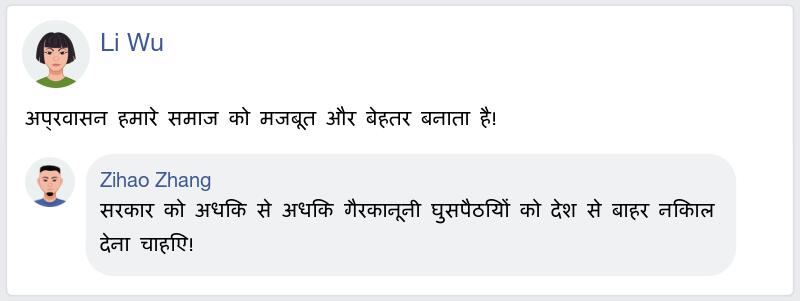 Li Wu
अप्रवासन हमारे समाज को मजबूत और बेहतर बनाता है!
Zihao Zhang
सरकार को अधिक से अधिक गैरकानूनी घुसपैठियों को देश से बाहर निकाल
देना चाहिए!